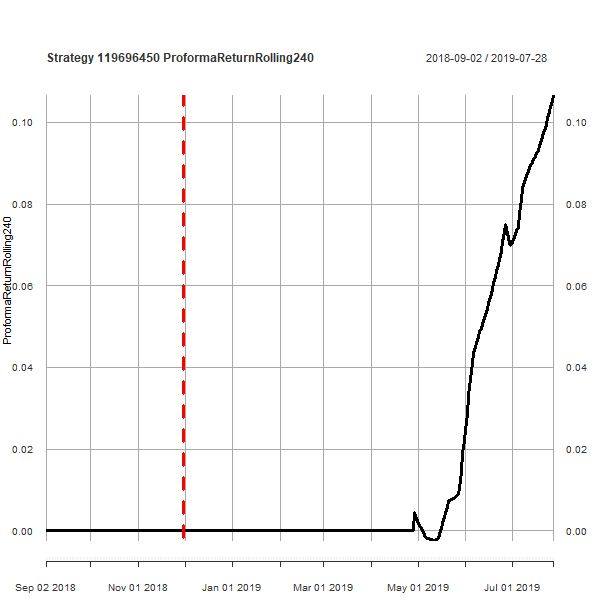 Strategy 119696450 ProformaReturnRolling240
2018-09-02 / 2019-07-28
ProformaReturnRolling240
0.10
0.08
0.06
0.04
0.02
0.00
0.10
0.08
0.06
0.04
0.02
0.00
Sep 02 2018
Nov 01 2018
Jan 01 2019
Mar 01 2019
May 01 2019
Jul 01 2019